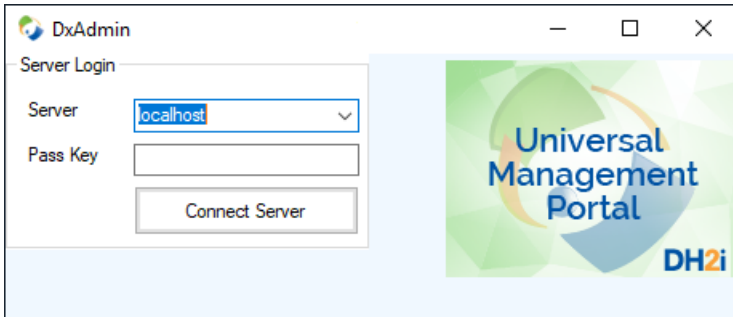 DxAdmin
Server Login
Server
localhost
Pass Key
Connect Server
Universal
Management
Portal
DH2i